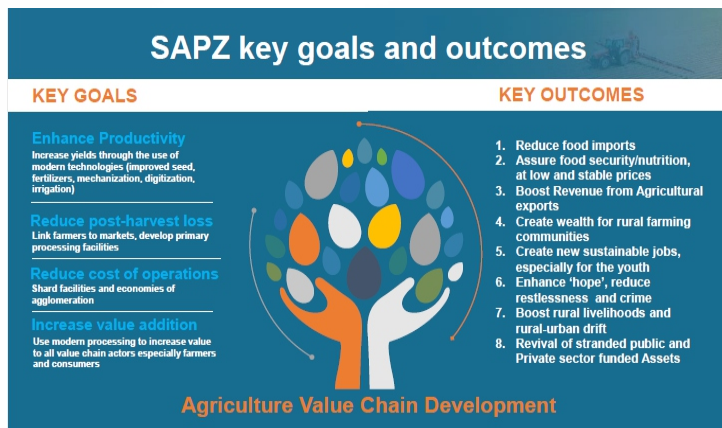 SAPZ key goals and outcomes
KEY GOALS
Enhance Productivity
Increase yields through the use of
modern technologies (improved seed,
fertilizers, mechanization, digitization,
irrigation)
Reduce post-harvest loss
Link farmers to markets, develop primary
processing facilities
Reduce cost of operations
Shard facilities and economies of
agglomeration
Increase value addition
Use modern processing to increase value
to all value chain actors especially farmers
and consumers
KEY OUTCOMES
1. Reduce food imports
2. Assure food security/nutrition,
at low and stable prices
3. Boost Revenue from Agricultural
exports
4. Create wealth for rural farming
communities
5. Create new sustainable jobs,
especially for the youth
6. Enhance ‘hope’, reduce
restlessness and crime
7. Boost rural livelihoods and
rural-urban drift
8. Revival of stranded public and
Private sector funded Assets
Agriculture Value Chain Development